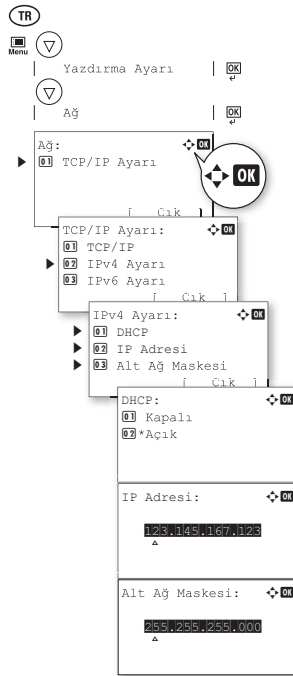 TR
Menu
Yazdırma Ayarı OK
Ağ OK
Ağ: OK
01 TCP/IP Ayarı
OK
[ Çık ]
TCP/IP Ayarı: OK
01 TCP/IP
02 IPv4 Ayarı
03 IPv6 Ayarı
[ Çık ]
IPv4 Ayarı: OK
01 DHCP
02 IP Adresi
03 Alt Ağ Maskesi
[ Çık ]
DHCP: OK
01 Kapalı
02 *Açık
IP Adresi: OK
123.145.167.123
Alt Ağ Maskesi: OK
255.255.255.000